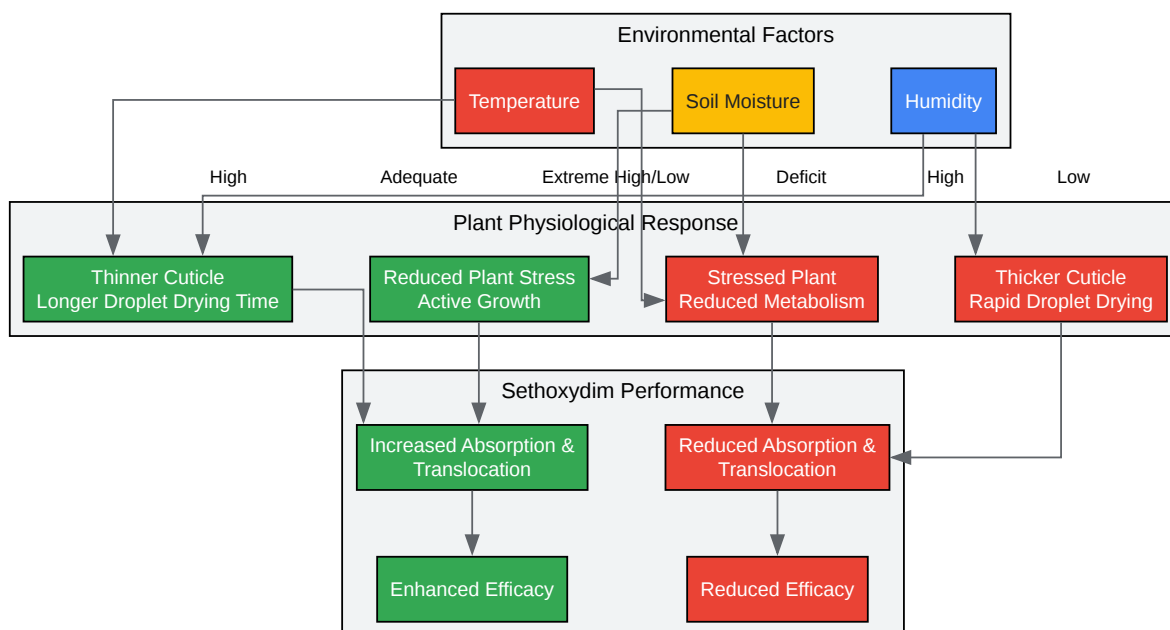 Environmental Factors
Temperature
Soil Moisture
Humidity
High
Adequate
Extreme High/Low
Deficit
High
Low
Plant Physiological Response
Thinner Cuticle
Longer Droplet Drying Time
Reduced Plant Stress
Active Growth
Stressed Plant
Reduced Metabolism
Thicker Cuticle
Rapid Droplet Drying
Sethoxydim Performance
Increased Absorption &
Translocation
Reduced Absorption &
Translocation
Enhanced Efficacy
Reduced Efficacy